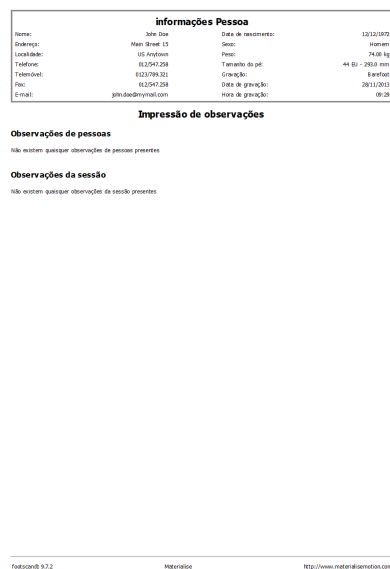 informações Pessoa
Nome: John Doe Data de nascimento: 12/12/1972
Endereço: Main Street 15 Sexo: Homem
Localidade: US Anytown Peso: 74.00 kg
Telefone: 012/547.258 Tamanho do pé: 44 EU - 293.0 mm
Telemóvel: 0123/789.321 Gravação: Barefoot
Fax: 012/547.258 Data de gravação: 28/11/2013
E-mail: john.doe@mymail.com Hora de gravação: 09:29
Impressão de observações
Observações de pessoas
Não existem quaisquer observações de pessoas presentes
Observações da sessão
Não existem quaisquer observações da sessão presentes
footscan® 9.7.2 Materialise http://www.materialisemotion.com